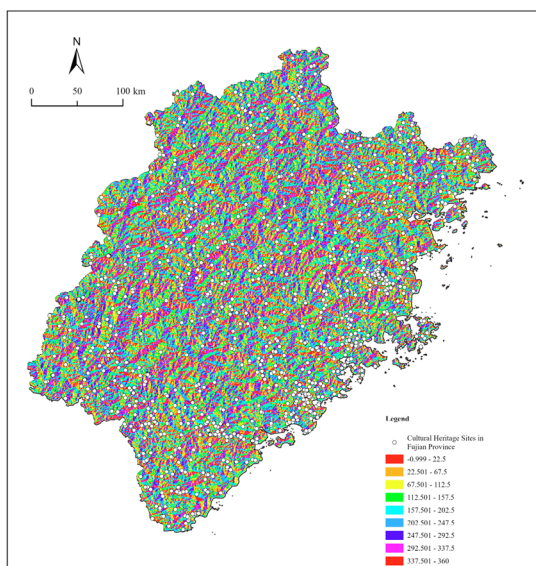 N
0 50 100 km
Legend
Cultural Heritage Sites in
Fujian Province
-0.999 - 22.5
22.501 - 67.5
67.501 - 112.5
112.501 - 157.5
157.501 - 202.5
202.501 - 247.5
247.501 - 292.5
292.501 - 337.5
337.501 - 360